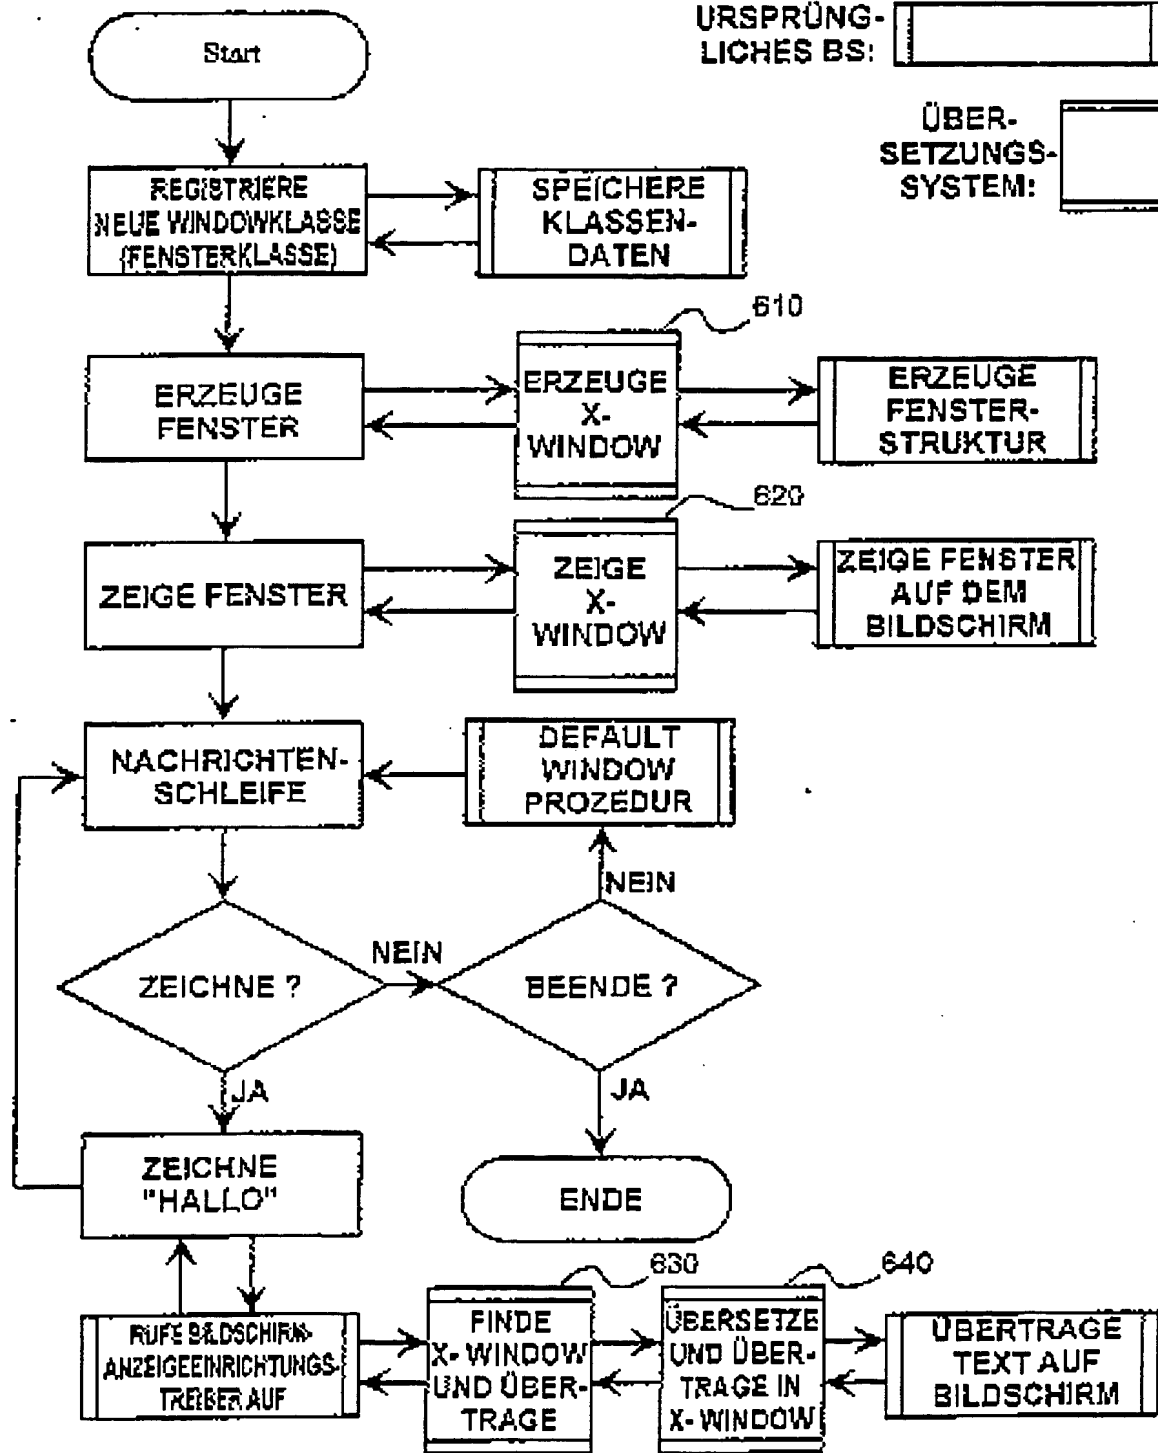 URSPRÜNG-
LICHES BS:
Start
ÜBER-
SETZUNGS-
SYSTEM:
REGISTRIERE
NEUE WINDOWKLASSE
(FENSTERKLASSE)
SPEICHERE
KLASSEN-
DATEN
610
ERZEUGE
FENSTER
ERZEUGE
X-
WINDOW
ERZEUGE
FENSTER-
STRUKTUR
620
ZEIGE FENSTER
ZEIGE
X-
WINDOW
ZEIGE FENSTER
AUF DEM
BILDSCHIRM
NACHRICHTEN-
SCHLEIFE
DEFAULT
WINDOW
PROZEDUR
NEIN
ZEICHNE ?
NEIN
BEENDE ?
JA
JA
ZEICHNE
"HALLO"
ENDE
630
640
RUFE BILDSCHIRM-
ANZEIGEEINRICHTUNGS-
TREIBER AUF
FINDE
X-WINDOW
UND ÜBER-
TRAGE
ÜBERSETZE
UND ÜBER-
TRAGE IN
X-WINDOW
ÜBERTRAGE
TEXT AUF
BILDSCHIRM